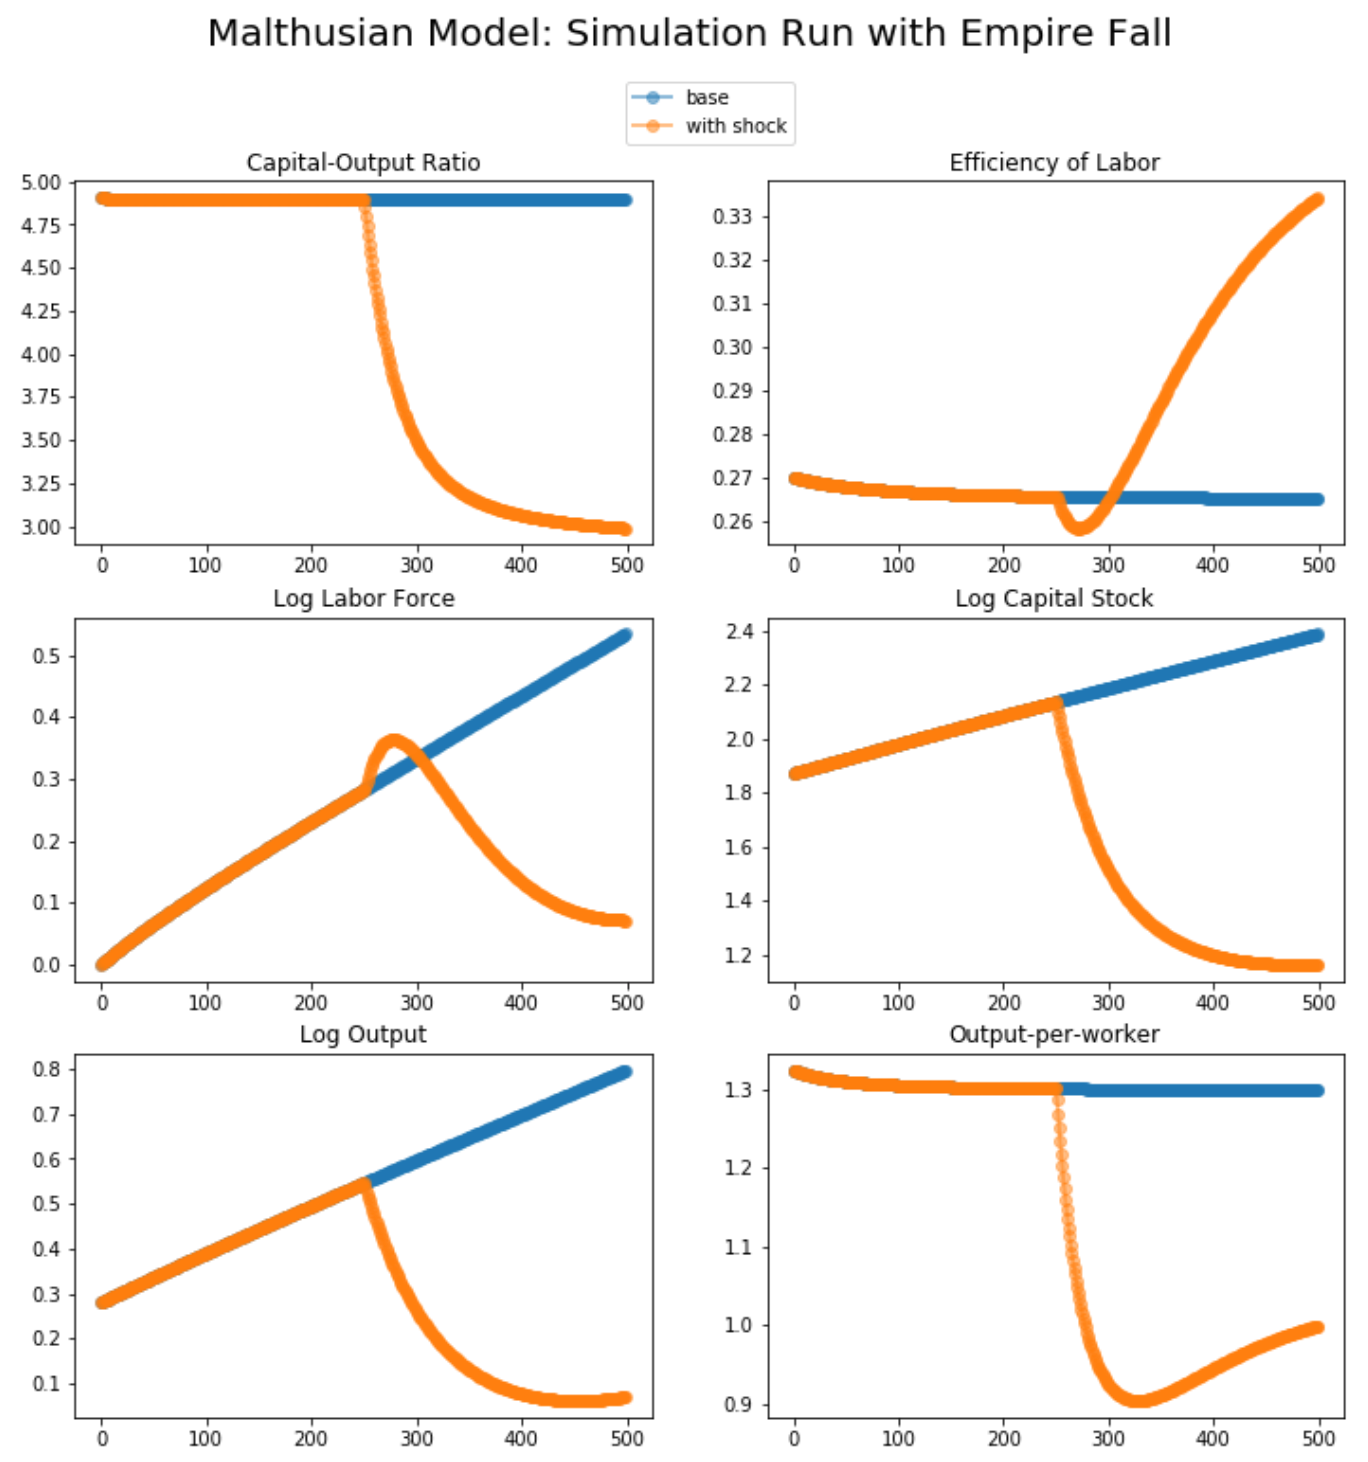 Malthusian Model: Simulation Run with Empire Fall
base
with shock
Capital-Output Ratio
5.00
4.75
4.50
4.25
4.00
3.75
3.50
3.25
3.00
0 100 200 300 400 500
Efficiency of Labor
0.33
0.32
0.31
0.30
0.29
0.28
0.27
0.26
0 100 200 300 400 500
Log Labor Force
0.5
0.4
0.3
0.2
0.1
0.0
0 100 200 300 400 500
Log Capital Stock
2.4
2.2
2.0
1.8
1.6
1.4
1.2
0 100 200 300 400 500
Log Output
0.8
0.7
0.6
0.5
0.4
0.3
0.2
0.1
0 100 200 300 400 500
Output-per-worker
1.3
1.2
1.1
1.0
0.9
0 100 200 300 400 500